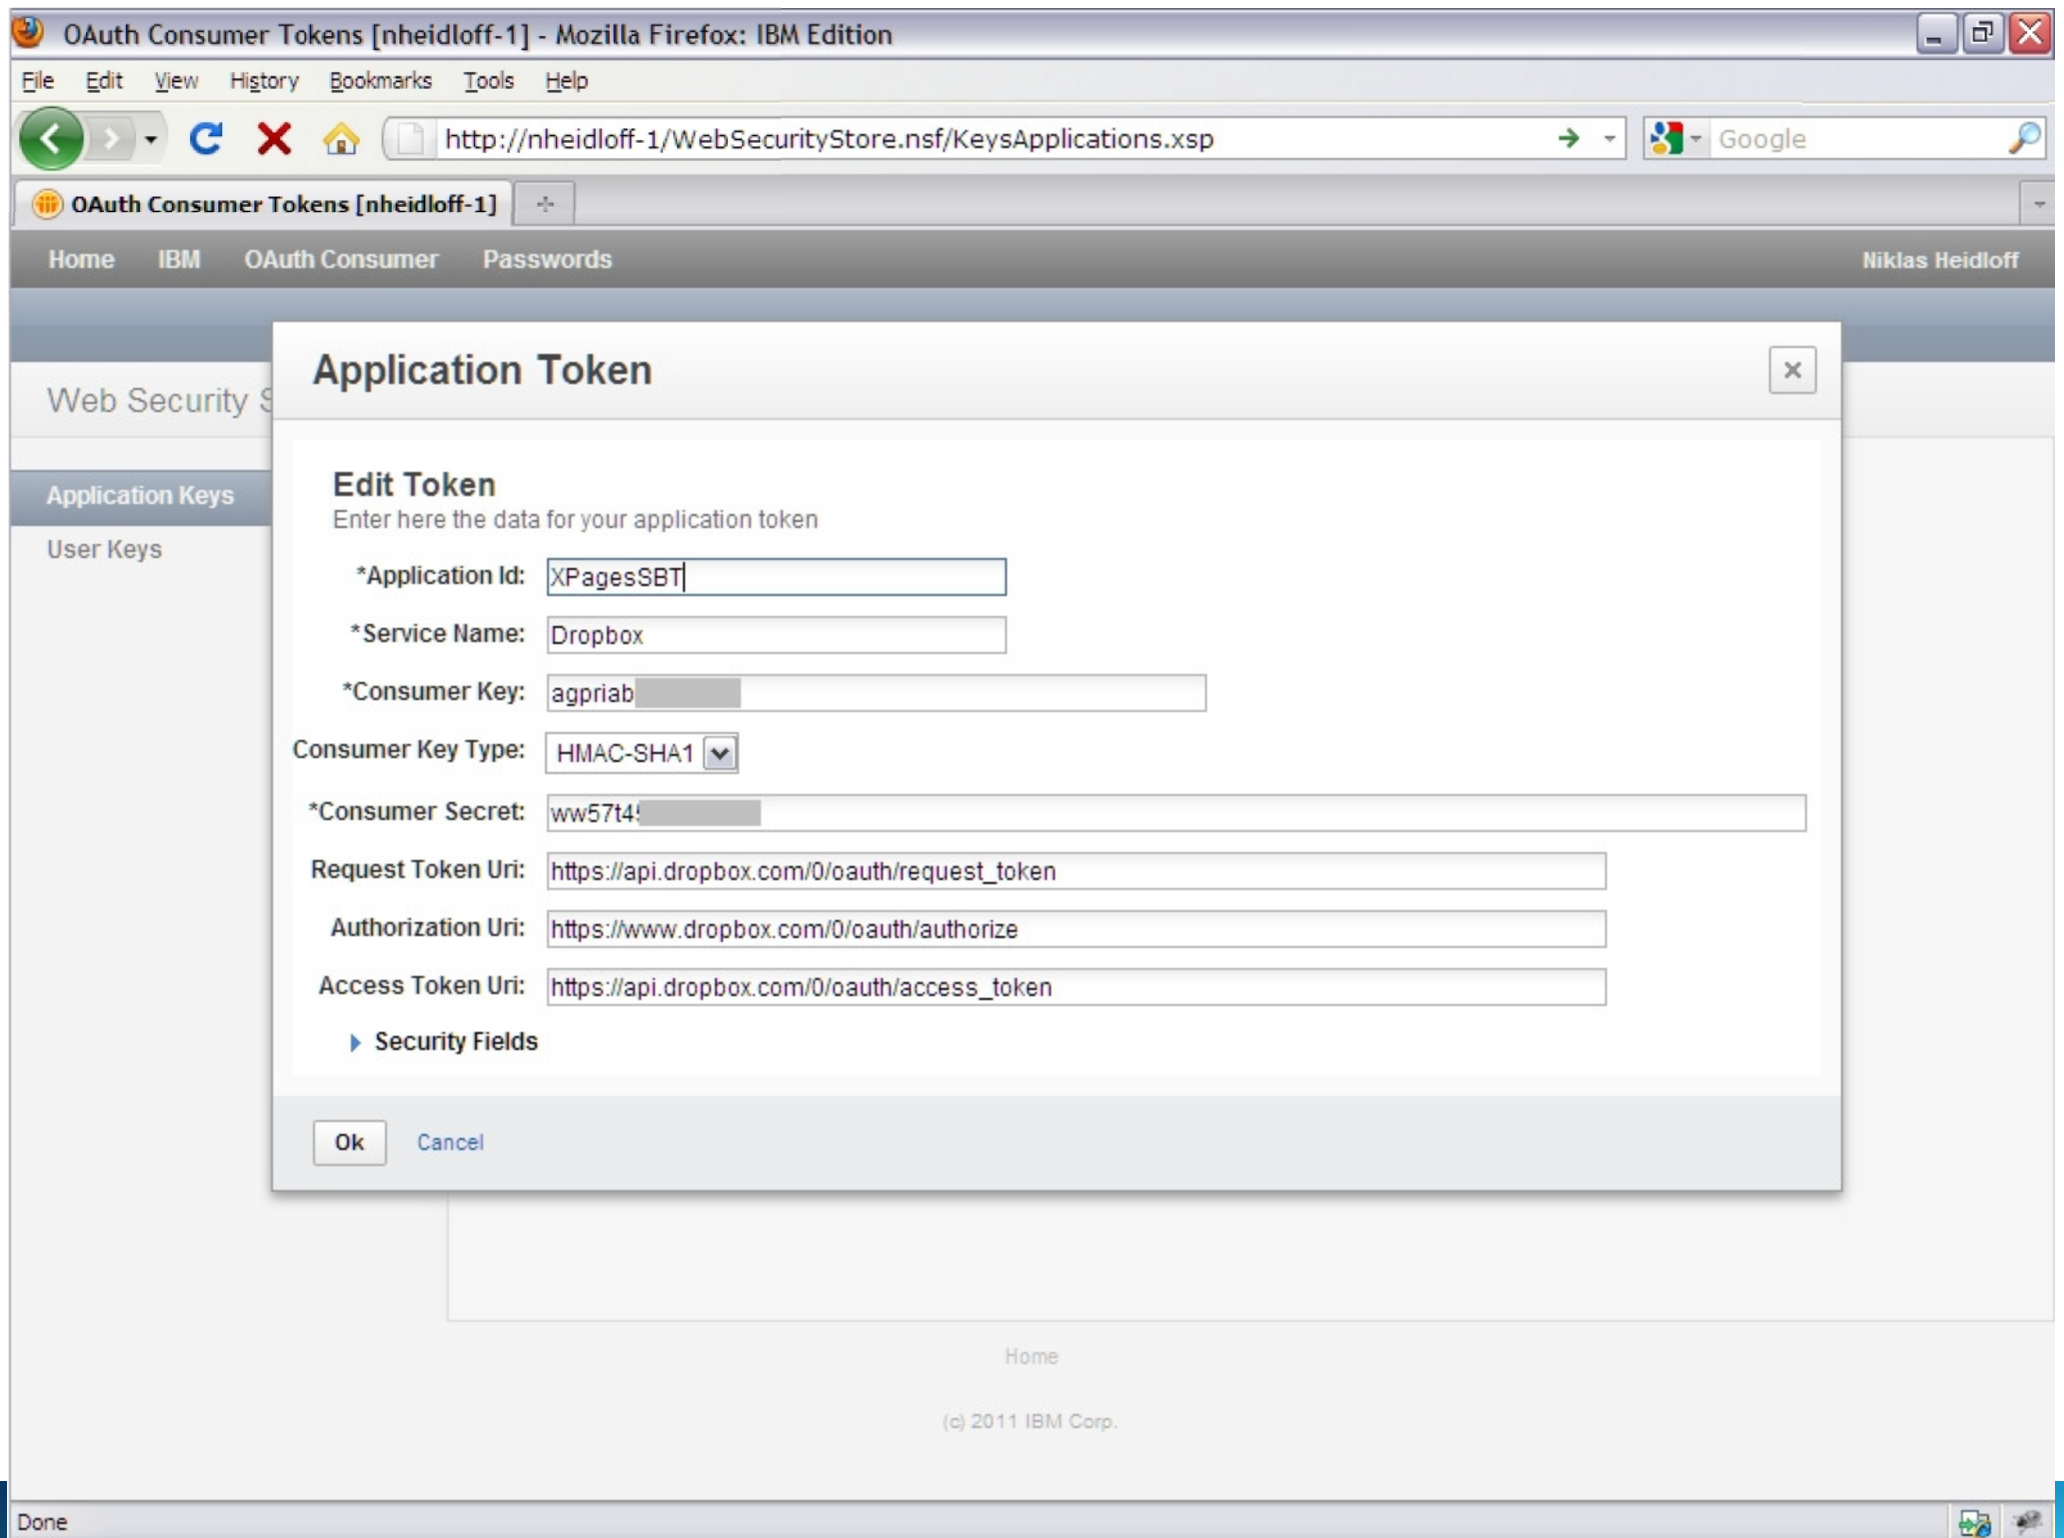 OAuth Consumer Tokens [nheidloff-1] - Mozilla Firefox: IBM Edition
File Edit View History Bookmarks Tools Help
http://nheidloff-1/WebSecurityStore.nsf/KeysApplications.xsp Google
OAuth Consumer Tokens [nheidloff-1]
Home IBM OAuth Consumer Passwords Niklas Heidloff
Application Token
Web Security
Application Keys
User Keys
Edit Token
Enter here the data for your application token
*Application Id: XPagesSBT
*Service Name: Dropbox
*Consumer Key: agpriab
Consumer Key Type: HMAC-SHA1
*Consumer Secret: ww57t4
Request Token Uri: https://api.dropbox.com/0/oauth/request_token
Authorization Uri: https://www.dropbox.com/0/oauth/authorize
Access Token Uri: https://api.dropbox.com/0/oauth/access_token
Security Fields
Ok Cancel
Home
(c) 2011 IBM Corp.
Done